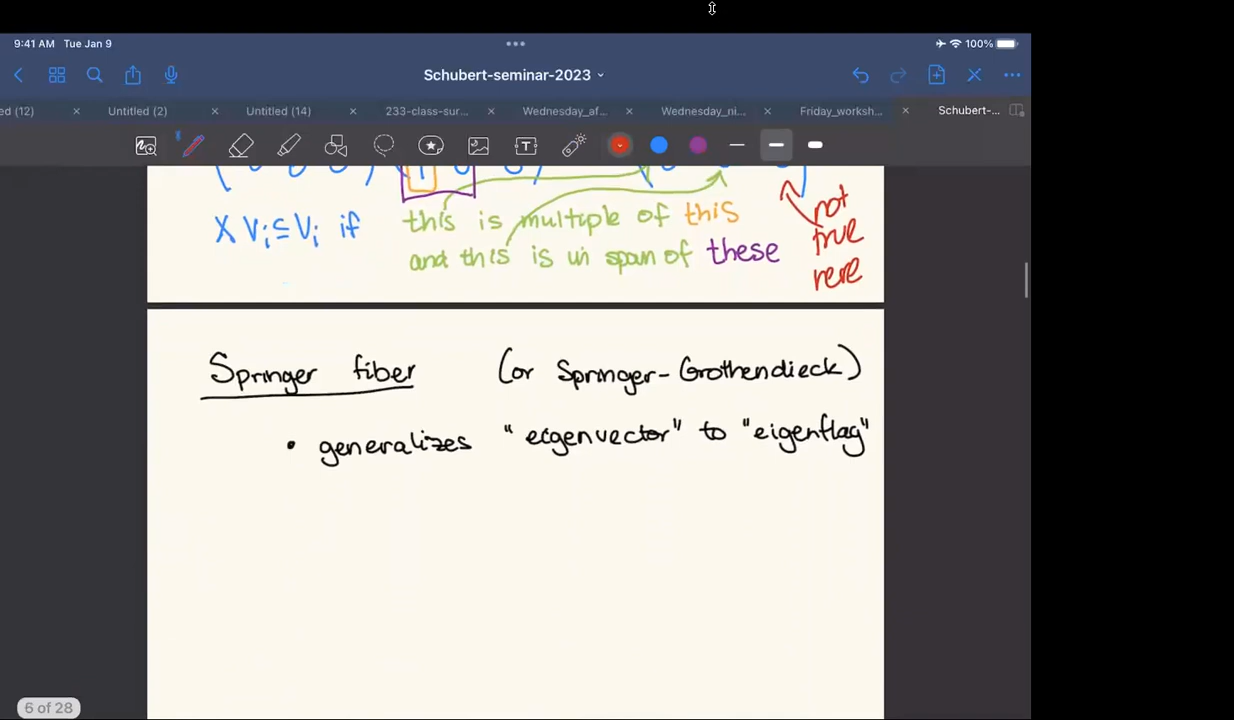 9:41 AM Tue Jan 9
100%
Schubert-seminar-2023
ed (12)
Untitled (2)
Untitled (14)
233-class-sur...
Wednesday_af...
Wednesday_ni...
Friday_worksh...
Schubert-...
X Vi ⊆ Vi if
this is multiple of this
and this is in span of these
not
true
here
Springer fiber (or Springer-Grothendieck)
• generalizes "eigenvector" to "eigenflag"
6 of 28